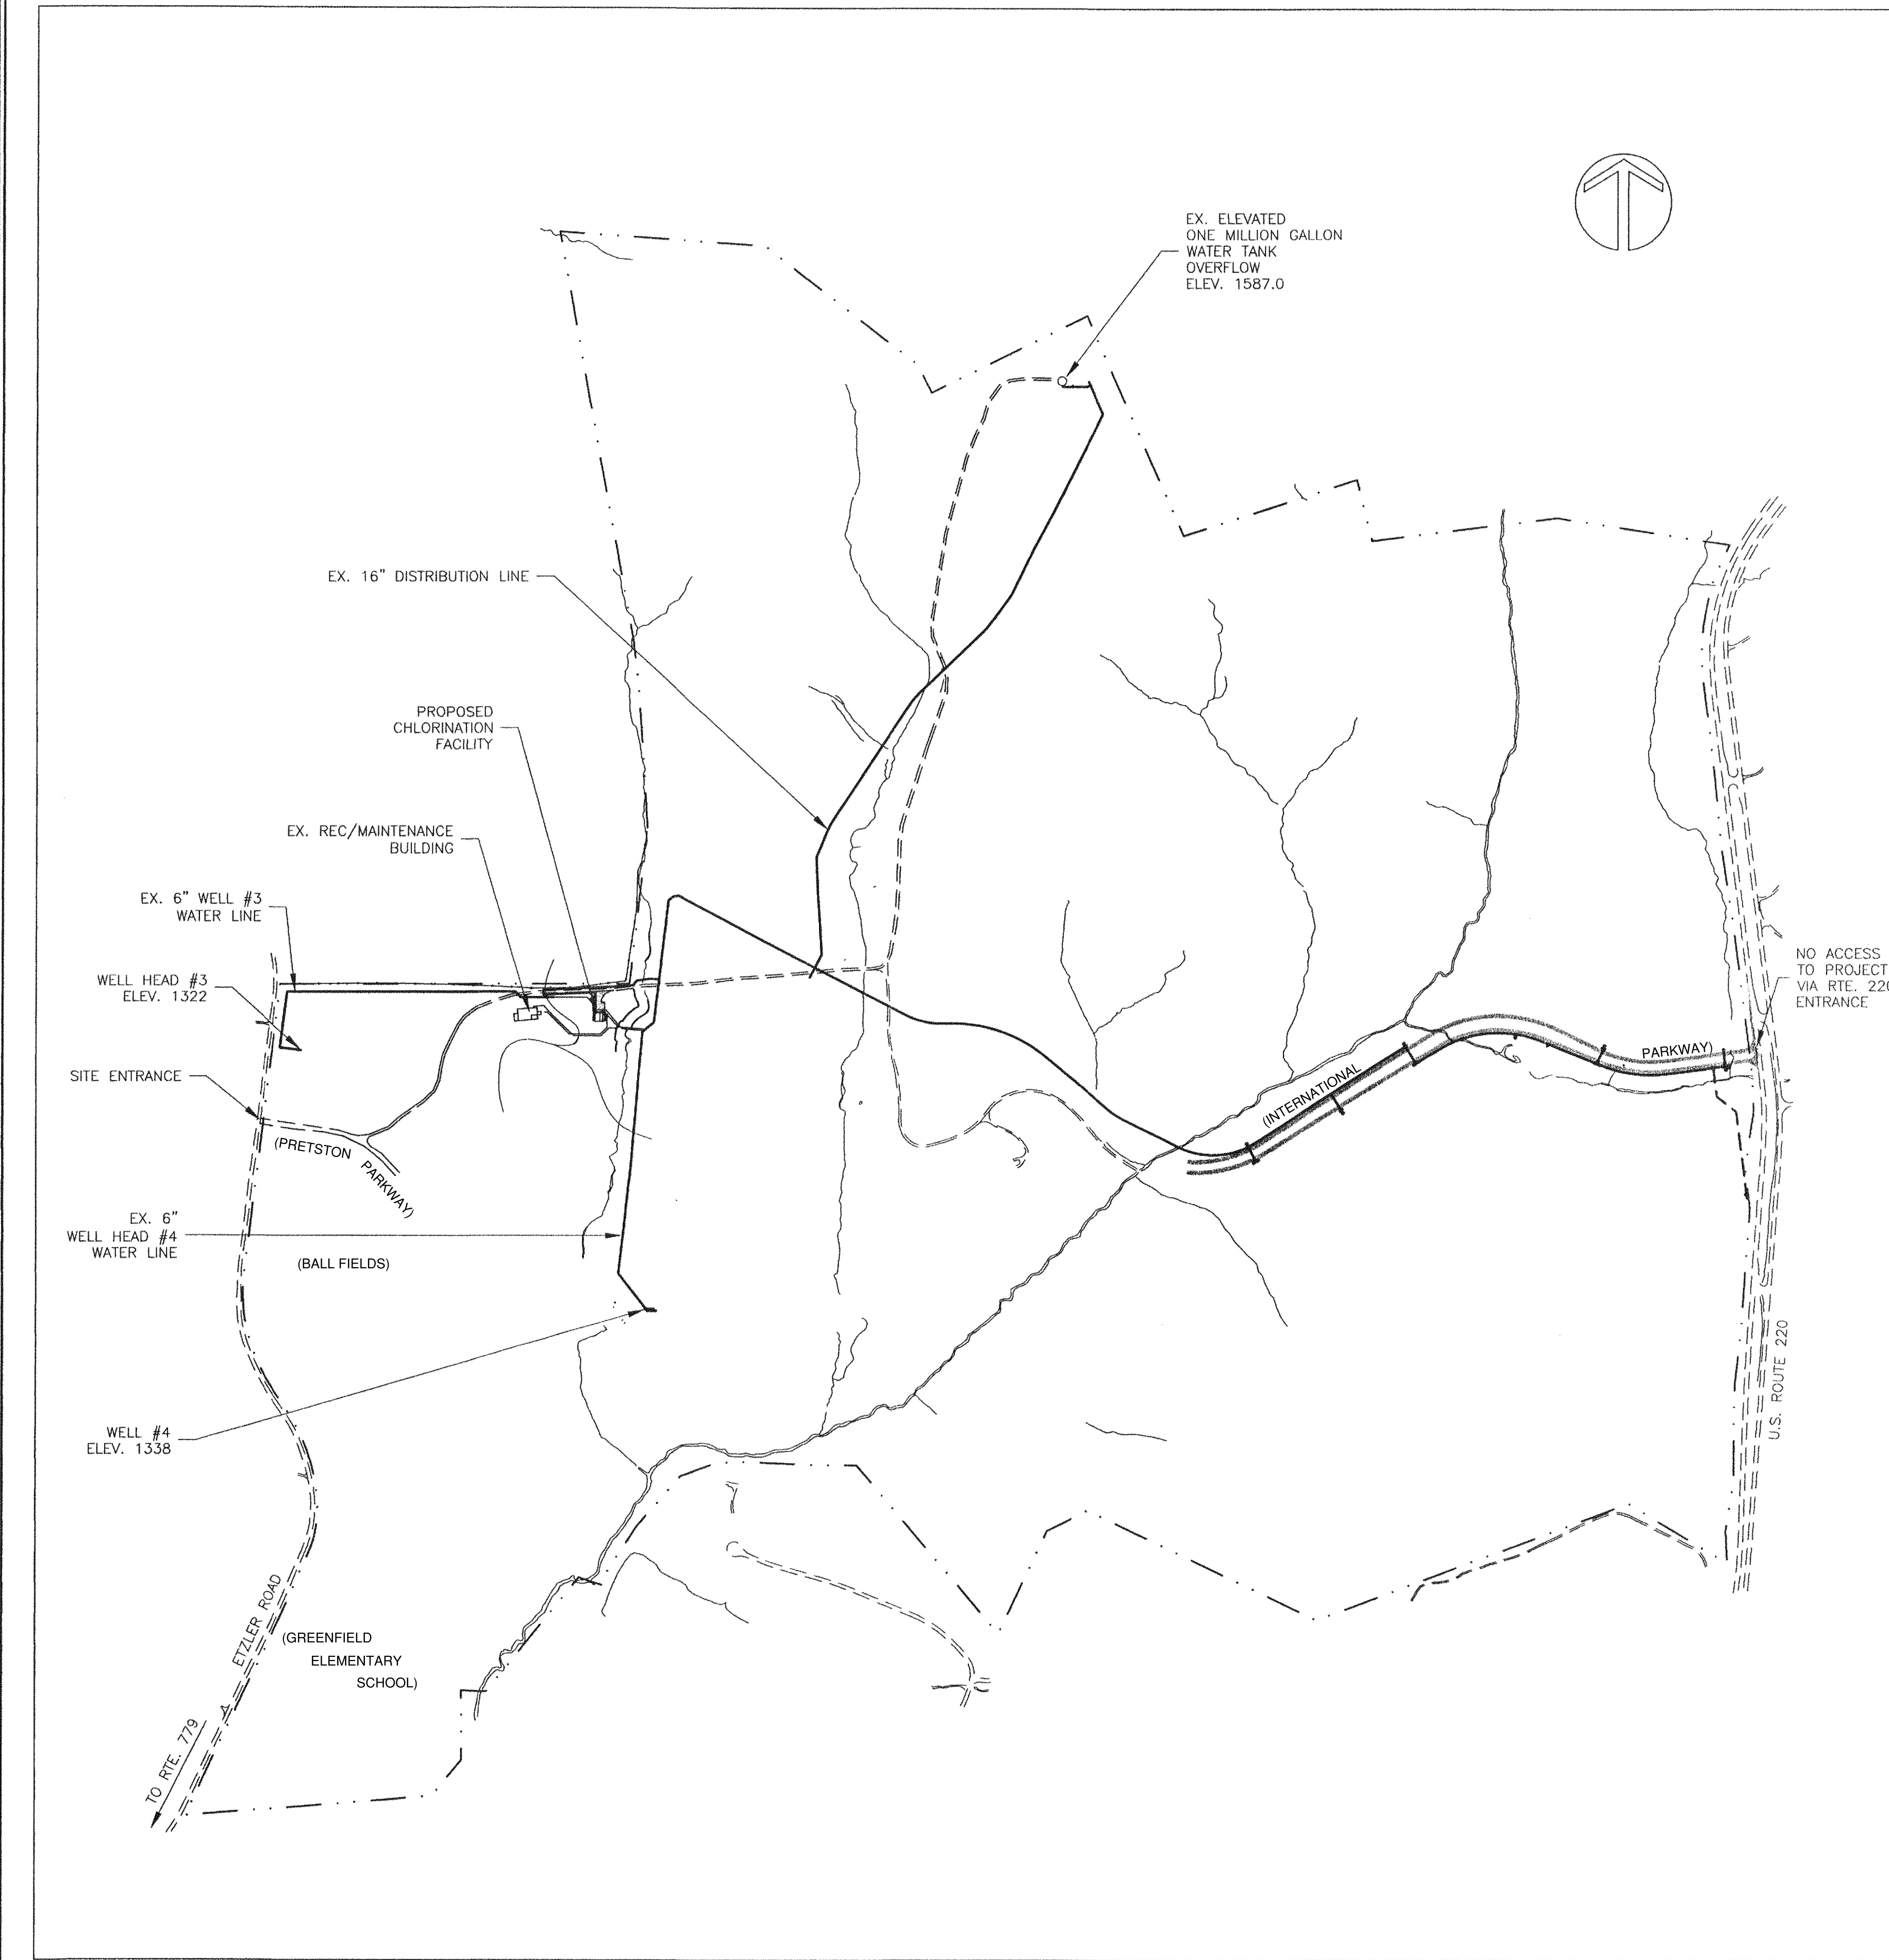 EX. ELEVATED
ONE MILLION GALLON
WATER TANK
OVERFLOW
ELEV. 1587.0
EX. 16" DISTRIBUTION LINE
PROPOSED
CHLORINATION
FACILITY
EX. REC/MAINTENANCE
BUILDING
EX. 6" WELL #3
WATER LINE
WELL HEAD #3
ELEV. 1322
NO ACCESS
TO PROJECT
VIA RTE. 220
ENTRANCE
SITE ENTRANCE
(INTERNATIONAL
PARKWAY)
(PRETSTON PARKWAY)
EX. 6"
WELL HEAD #4
WATER LINE
(BALL FIELDS)
WELL #4
ELEV. 1338
U.S. ROUTE 220
ETZLER ROAD
(GREENFIELD
ELEMENTARY
SCHOOL)
TO RTE. 779